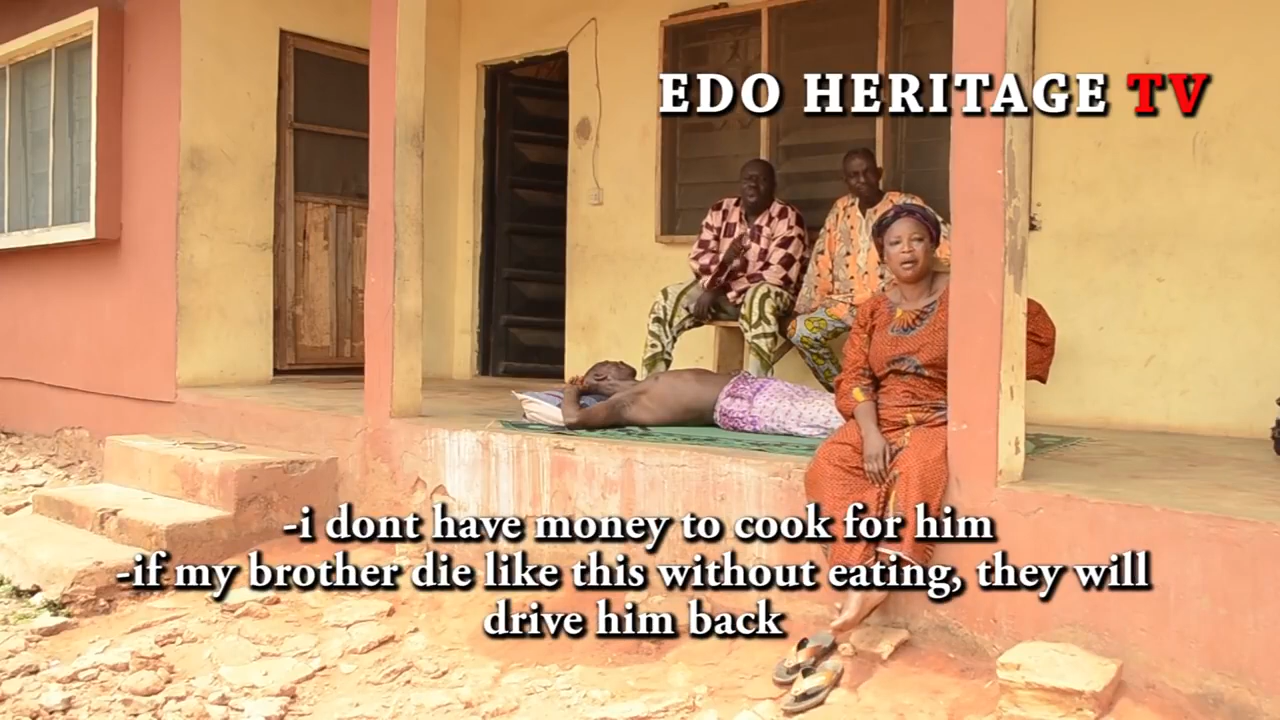 EDO HERITAGE TV
-i dont have money to cook for him
-if my brother die like this without eating, they will
drive him back